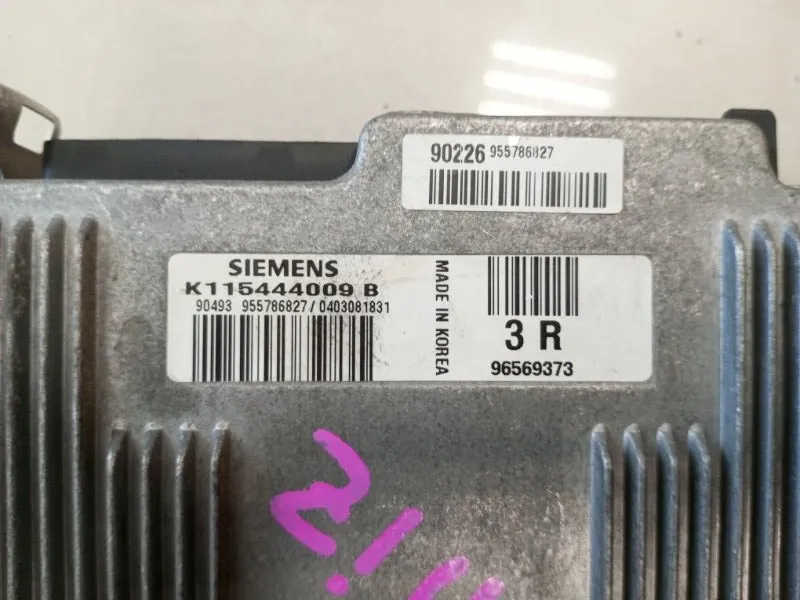 90226 955786827
SIEMENS
K115444009 B
90493 955786827/0403081831
MADE IN KOREA
3 R
96569373